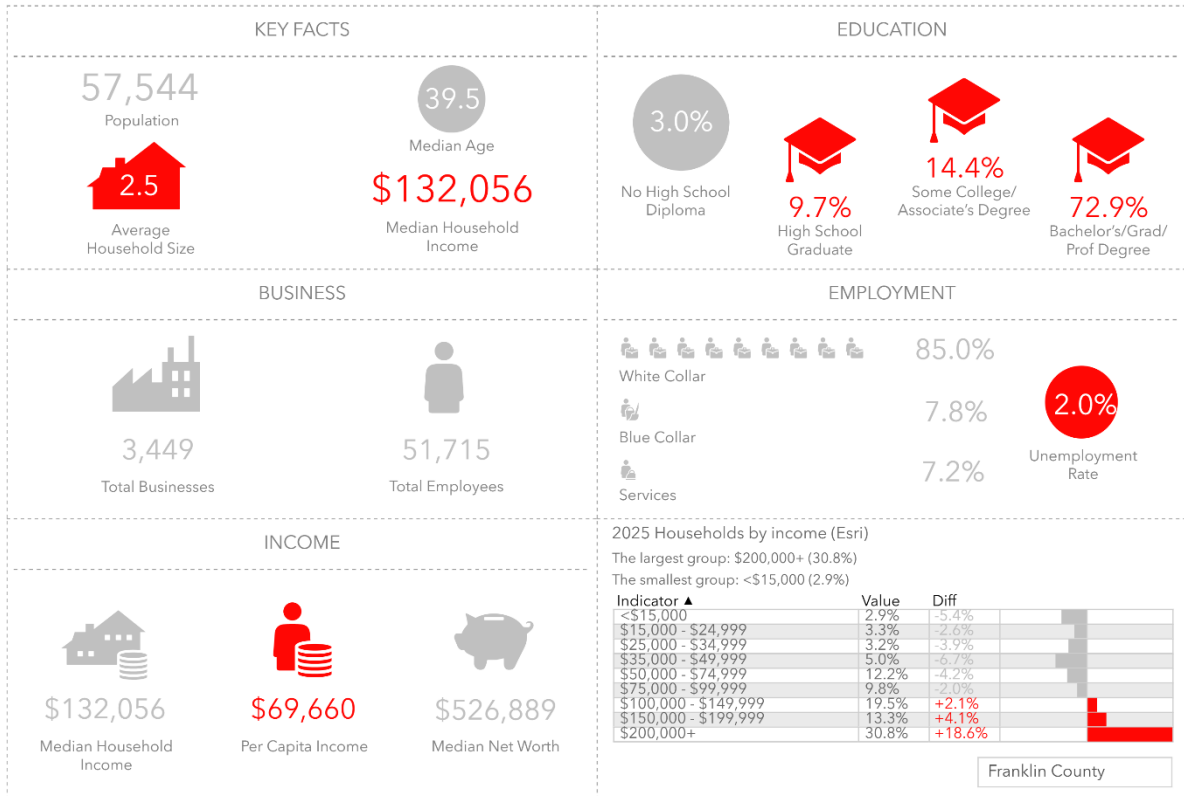 KEY FACTS
57,544
Population
39.5
Median Age
2.5
Average
Household Size
$132,056
Median Household
Income
EDUCATION
3.0%
No High School
Diploma
9.7%
High School
Graduate
14.4%
Some College/
Associate's Degree
72.9%
Bachelor's/Grad/
Prof Degree
BUSINESS
3,449
Total Businesses
51,715
Total Employees
EMPLOYMENT
White Collar 85.0%
Blue Collar 7.8%
Services 7.2%
2.0%
Unemployment
Rate
INCOME
$132,056
Median Household
Income
$69,660
Per Capita Income
$526,889
Median Net Worth
2025 Households by income (Esri)
The largest group: $200,000+ (30.8%)
The smallest group: <$15,000 (2.9%)
Indicator ▲ Value Diff
<$15,000 2.9% -5.4%
$15,000 - $24,999 3.3% -2.6%
$25,000 - $34,999 3.2% -3.9%
$35,000 - $49,999 5.0% -6.7%
$50,000 - $74,999 12.2% -4.2%
$75,000 - $99,999 9.8% -2.0%
$100,000 - $149,999 19.5% +2.1%
$150,000 - $199,999 13.3% +4.1%
$200,000+ 30.8% +18.6%
Franklin County